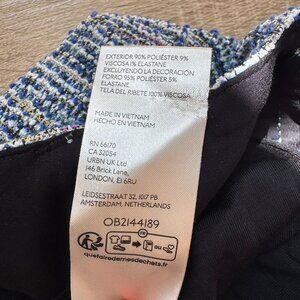 EXTERIOR 90% POLIÉSTER 9%
VISCOSA 1% ELASTANE
EXCLUYENDO LA DECORACIÓN
FORRO 95% POLIÉSTER 5%
ELASTANE
TELA DEL RIBETE 100% VISCOSA
MADE IN VIETNAM
HECHO EN VIETNAM
RN 66170
CA 32054
URBN UK Ltd
146 Brick Lane,
LONDON, E1 6RU
LEIDSESTRAAT 32, 1017 PB
AMSTERDAM, NETHERLANDS
OB2144189
FR
quefairedemesdechets.fr